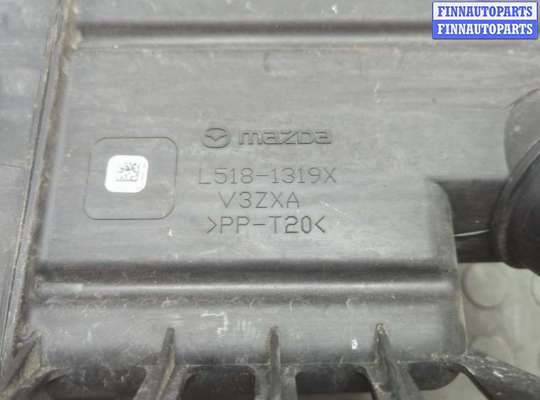 FINNAUTOPARTS
FINNAUTOPARTS
mazda
L518-1319X
V3ZXA
>PP-T20<